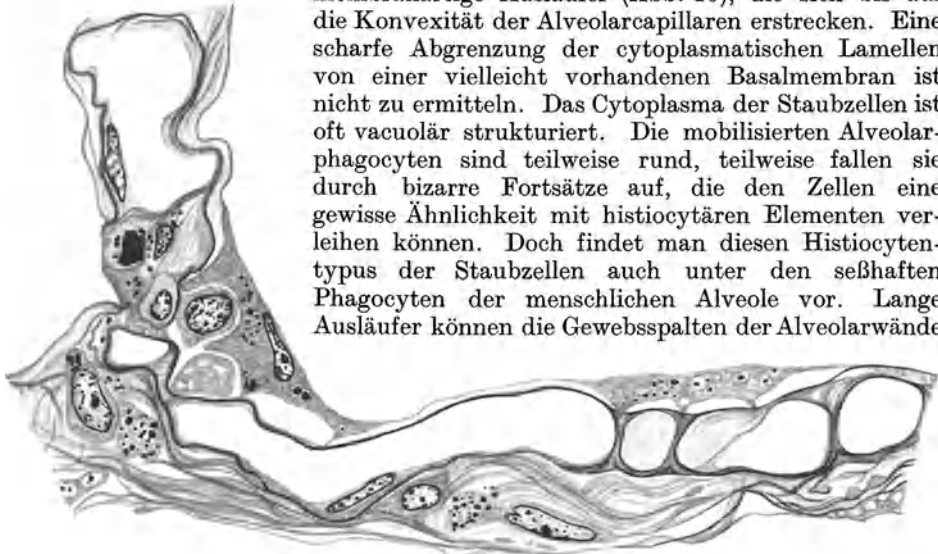 die Konvexität der Alveolarcapillaren erstrecken. Eine
scharfe Abgrenzung der cytoplasmatischen Lamellen
von einer vielleicht vorhandenen Basalmembran ist
nicht zu ermitteln. Das Cytoplasma der Staubzellen ist
oft vacuolär strukturiert. Die mobilisierten Alveolar-
phagocyten sind teilweise rund, teilweise fallen sie
durch bizarre Fortsätze auf, die den Zellen eine
gewisse Ähnlichkeit mit histiocytären Elementen ver-
leihen können. Doch findet man diesen Histiocyten-
typus der Staubzellen auch unter den seßhaften
Phagocyten der menschlichen Alveole vor. Lange
Ausläufer können die Gewebsspalten der Alveolarwände